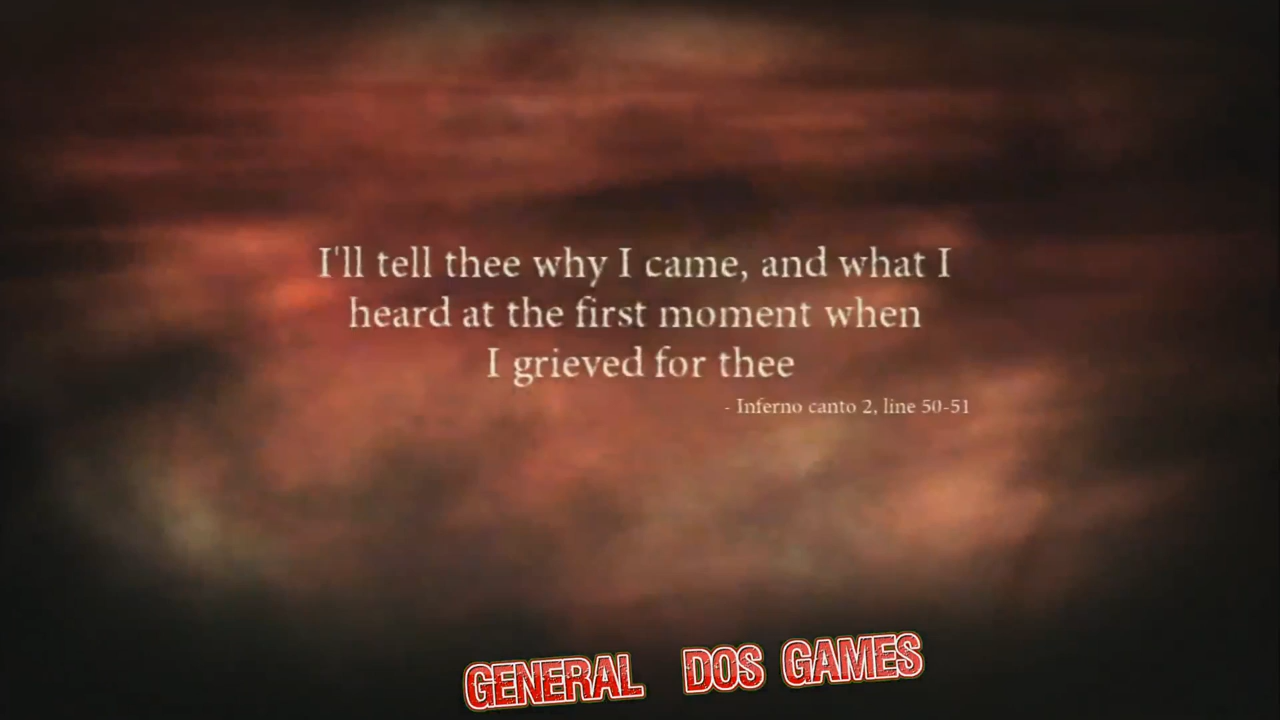 I'll tell thee why I came, and what I
heard at the first moment when
I grieved for thee
- Inferno canto 2, line 50-51
GENERAL DOS GAMES